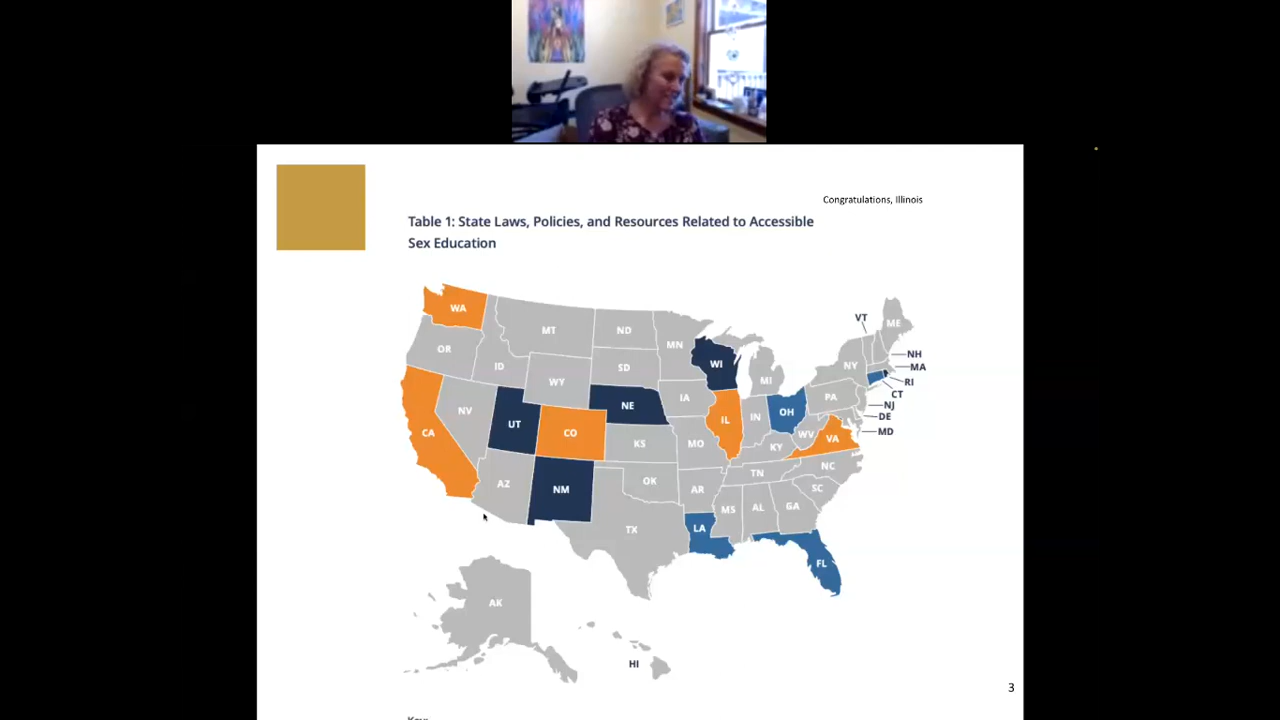 Congratulations, Illinois
Table 1: State Laws, Policies, and Resources Related to Accessible
Sex Education
WA
MT
ND
MN
VT
ME
OR
ID
SD
WI
NY
NH
MA
WY
MI
RI
NV
UT
CO
NE
IA
IL
IN
OH
PA
CT
NJ
DE
MD
CA
KS
MO
KY
WV
VA
AZ
NM
OK
AR
TN
NC
SC
TX
LA
MS
AL
GA
FL
AK
HI
3